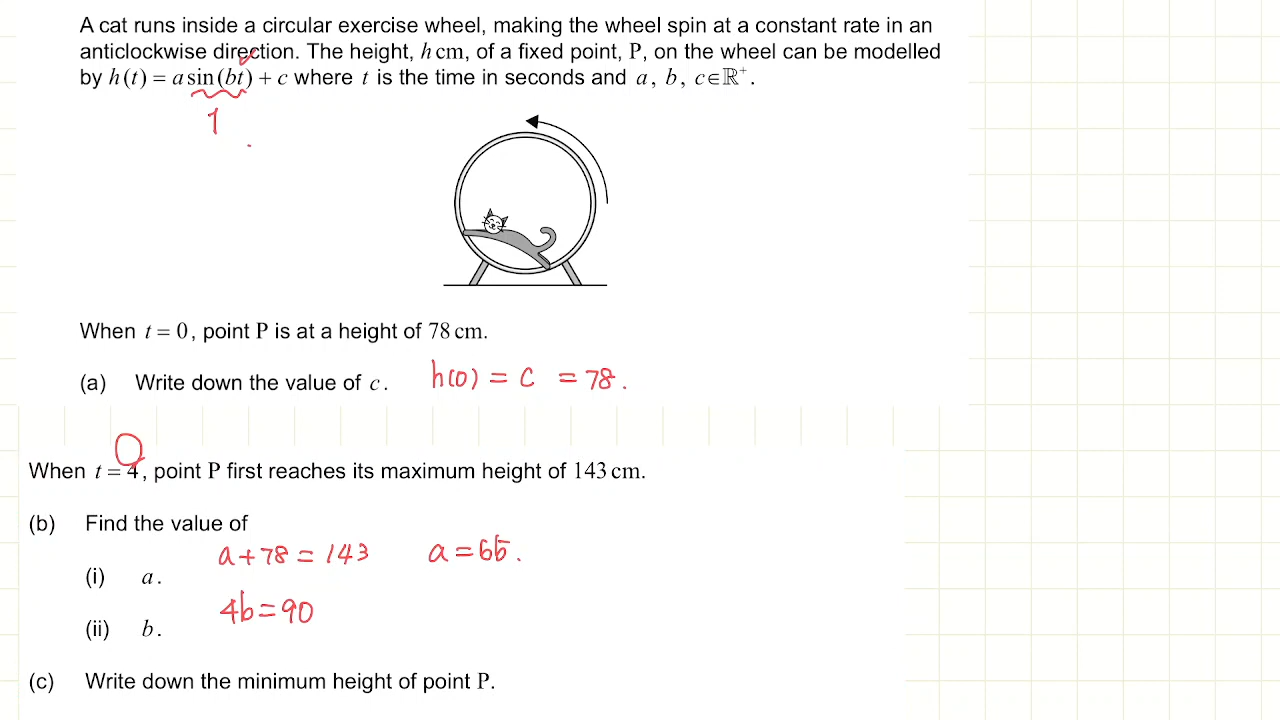 A cat runs inside a circular exercise wheel, making the wheel spin at a constant rate in an
anticlockwise direction. The height, h cm, of a fixed point, P, on the wheel can be modelled
by h(t) = a sin(bt) + c where t is the time in seconds and a, b, c∈ℝ⁺.
1
When t = 0, point P is at a height of 78 cm.
(a) Write down the value of c. h(0) = c = 78.
When t = 4, point P first reaches its maximum height of 143 cm.
(b) Find the value of
a+78 = 143 a = 65.
(i) a.
4b = 90
(ii) b.
(c) Write down the minimum height of point P.